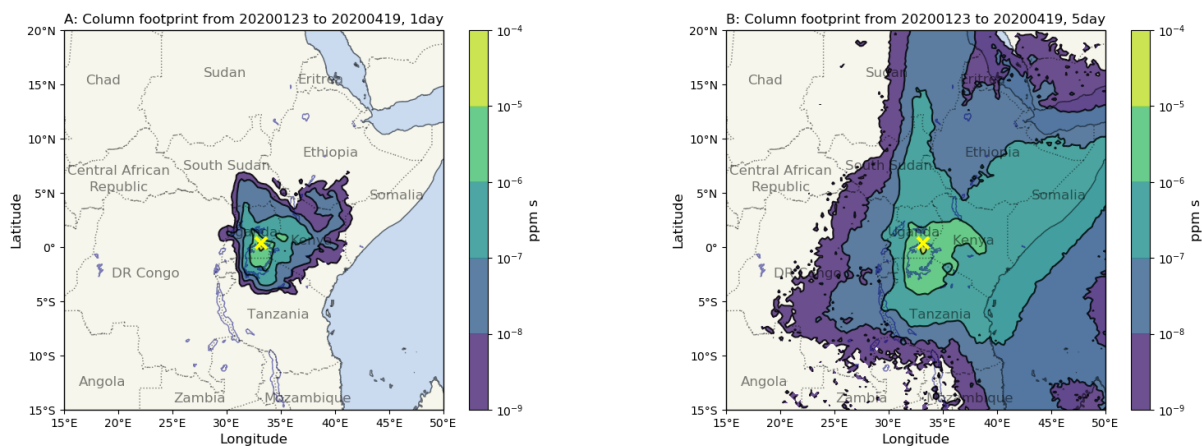 A: Column footprint from 20200123 to 20200419, 1day
20°N
15°N
10°N
5°N
0°
5°S
10°S
15°S
Latitude
15°E 20°E 25°E 30°E 35°E 40°E 45°E 50°E
Longitude
Chad
Sudan
Eritrea
Ethiopia
South Sudan
Central African
Republic
Somalia
Uganda
Kenya
DR Congo
Tanzania
Angola
Zambia
Mozambique
10⁻⁴
10⁻⁵
10⁻⁶
10⁻⁷
10⁻⁸
10⁻⁹
ppm s
B: Column footprint from 20200123 to 20200419, 5day
20°N
15°N
10°N
5°N
0°
5°S
10°S
15°S
Latitude
15°E 20°E 25°E 30°E 35°E 40°E 45°E 50°E
Longitude
Chad
Sudan
Eritrea
Ethiopia
South Sudan
Central African
Republic
Somalia
Uganda
Kenya
DR Congo
Tanzania
Angola
Zambia
Mozambique
10⁻⁴
10⁻⁵
10⁻⁶
10⁻⁷
10⁻⁸
10⁻⁹
ppm s